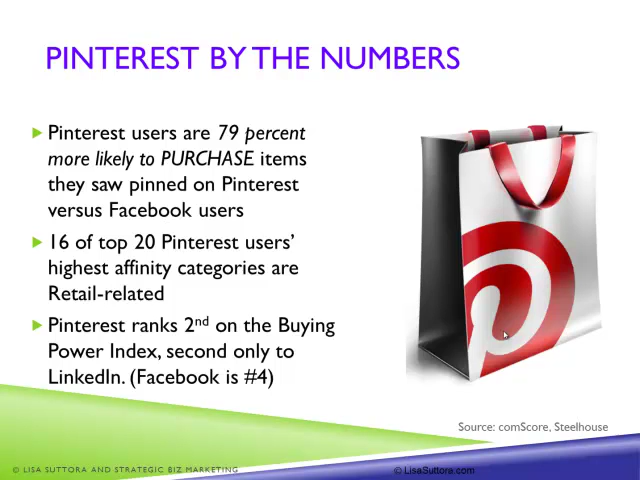 PINTEREST BY THE NUMBERS
Pinterest users are 79 percent
more likely to PURCHASE items
they saw pinned on Pinterest
versus Facebook users
16 of top 20 Pinterest users’
highest affinity categories are
Retail-related
Pinterest ranks 2nd on the Buying
Power Index, second only to
LinkedIn. (Facebook is #4)
Source: comScore, Steelhouse
© LISA SUTTORA AND STRATEGIC BIZ MARKETING
© LisaSuttora.com